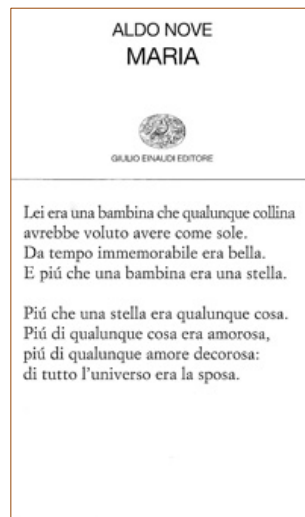 ALDO NOVE
MARIA
GIULIO EINAUDI EDITORE
Lei era una bambina che qualunque collina
avrebbe voluto avere come sole.
Da tempo immemorabile era bella.
E piú che una bambina era una stella.
Piú che una stella era qualunque cosa.
Piú di qualunque cosa era amorosa,
piú di qualunque amore decorosa:
di tutto l'universo era la sposa.